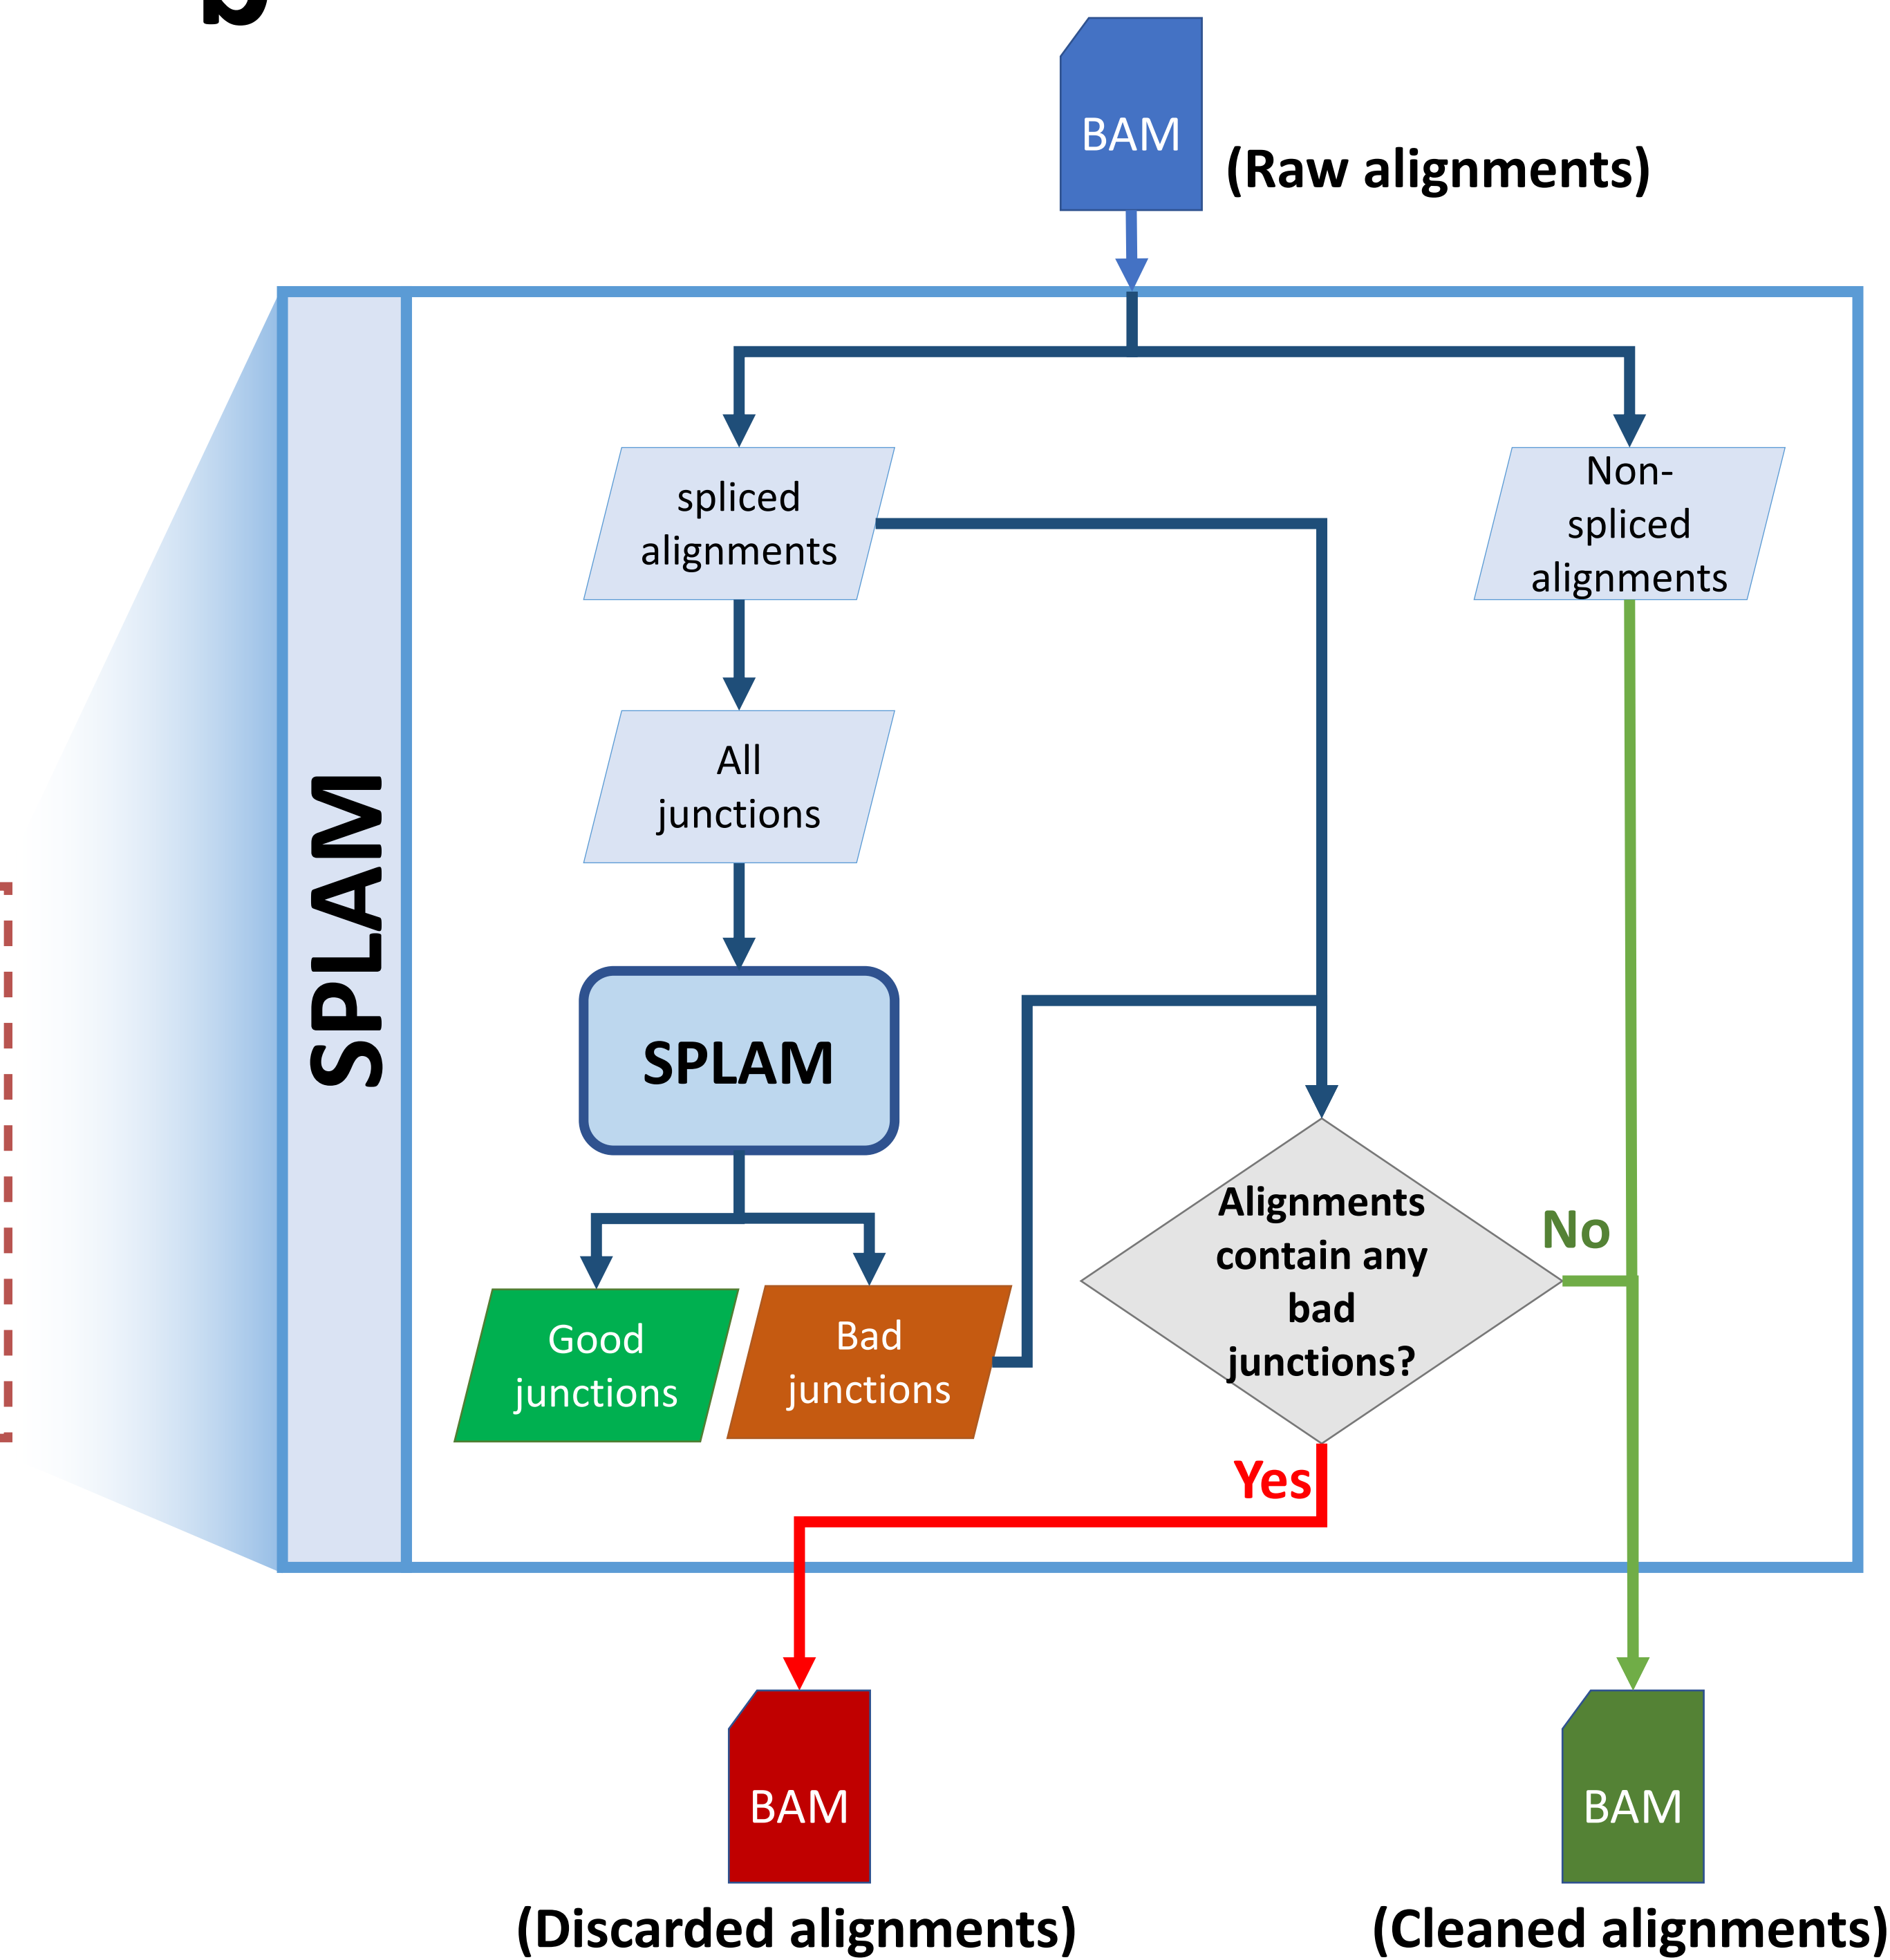 b
BAM
(Raw alignments)
SPLAM
spliced
alignments
Non-
spliced
alignments
All
junctions
SPLAM
Alignments
contain any
bad
junctions?
No
Good
junctions
Bad
junctions
Yes
BAM
(Discarded alignments)
BAM
(Cleaned alignments)